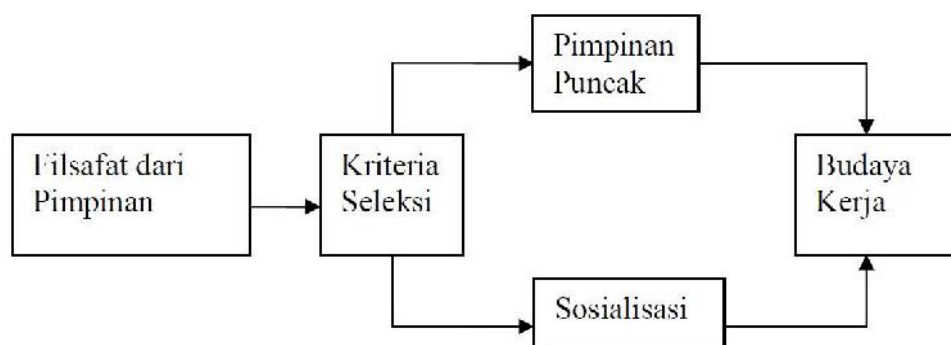 Pimpinan
Puncak
Filsafat dari
Pimpinan
Kriteria
Seleksi
Budaya
Kerja
Sosialisasi